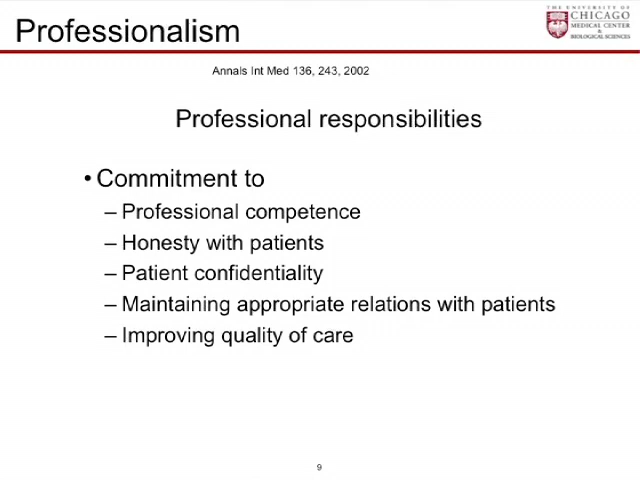 Professionalism
THE UNIVERSITY OF
CHICAGO
MEDICAL CENTER
&
BIOLOGICAL SCIENCES
Annals Int Med 136, 243, 2002
Professional responsibilities
• Commitment to
– Professional competence
– Honesty with patients
– Patient confidentiality
– Maintaining appropriate relations with patients
– Improving quality of care
9